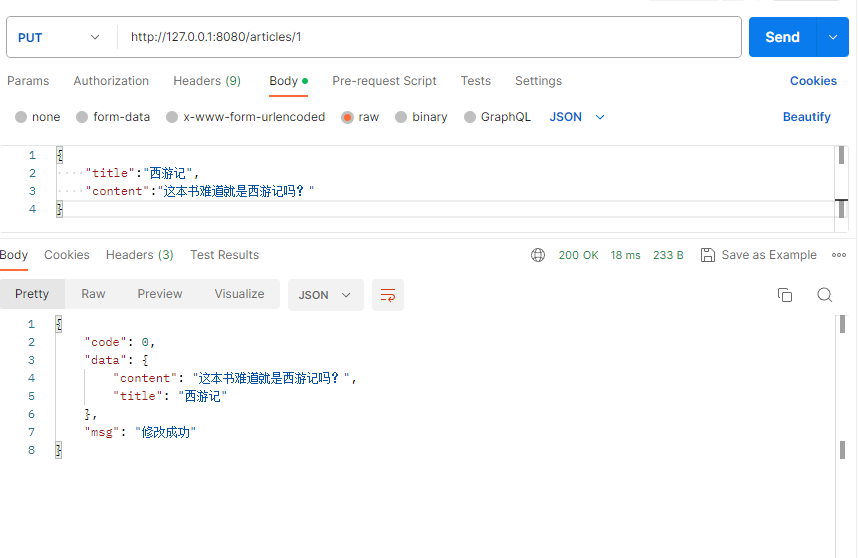 PUT http://127.0.0.1:8080/articles/1 Send
Params Authorization Headers (9) Body Pre-request Script Tests Settings Cookies
none form-data x-www-form-urlencoded raw binary GraphQL JSON Beautify
1 {
2 "title":"西游记",
3 "content":"这本书难道就是西游记吗？"
4 }
Body Cookies Headers (3) Test Results 200 OK 18 ms 233 B Save as Example
Pretty Raw Preview Visualize JSON
1 {
2 "code": 0,
3 "data": {
4 "content": "这本书难道就是西游记吗？",
5 "title": "西游记"
6 },
7 "msg": "修改成功"
8 }